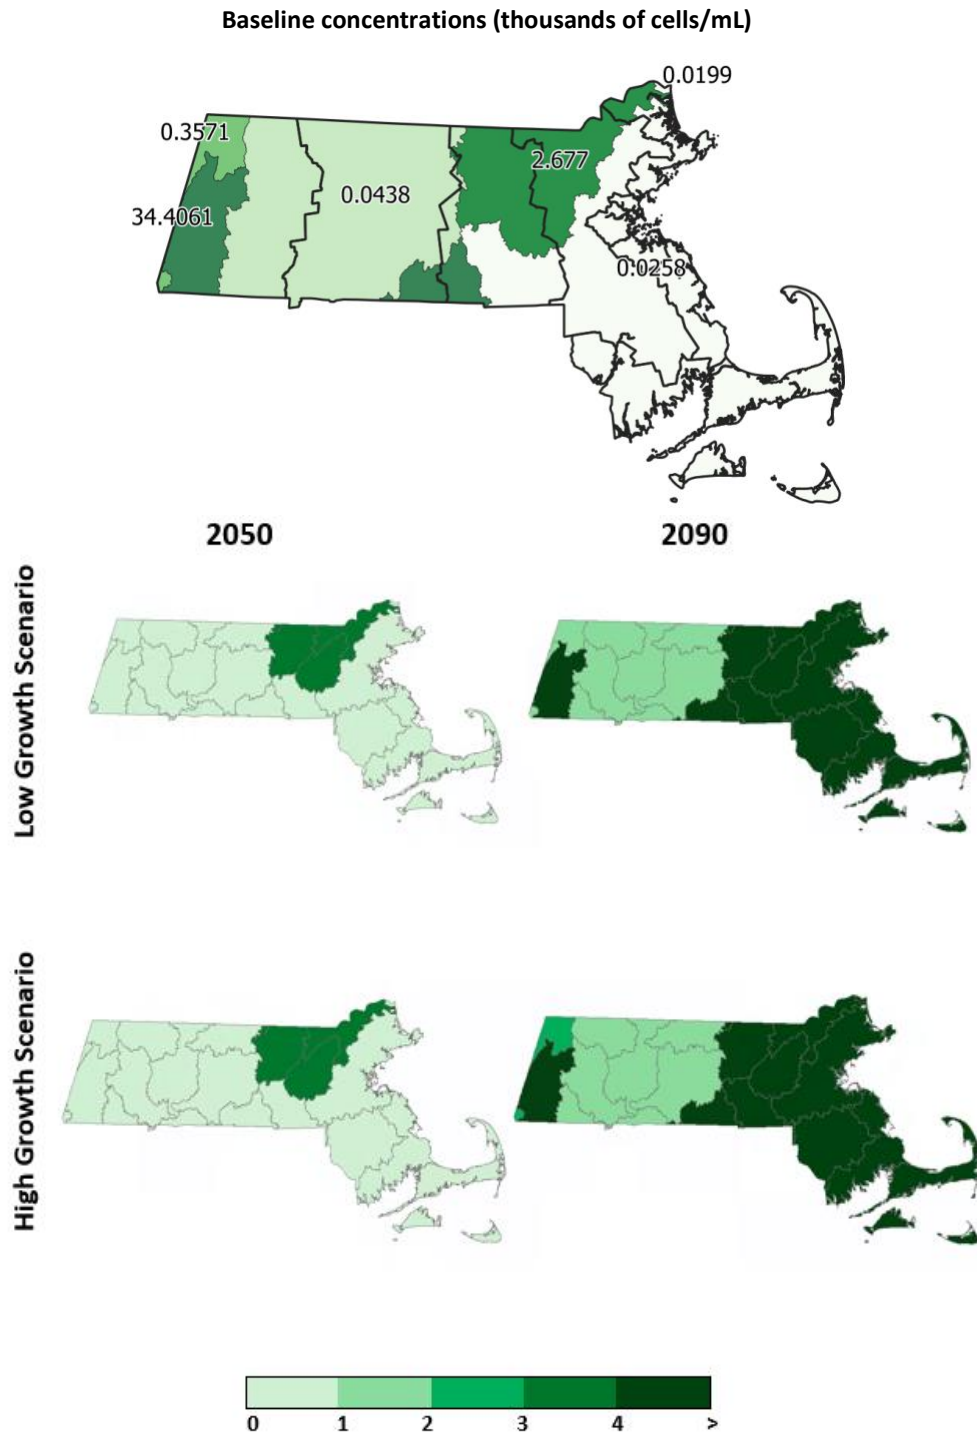 Baseline concentrations (thousands of cells/mL)
0.0199
0.3571
2.677
0.0438
34.4061
0.0258
2050 2090
Low Growth Scenario
High Growth Scenario
0 1 2 3 4 >